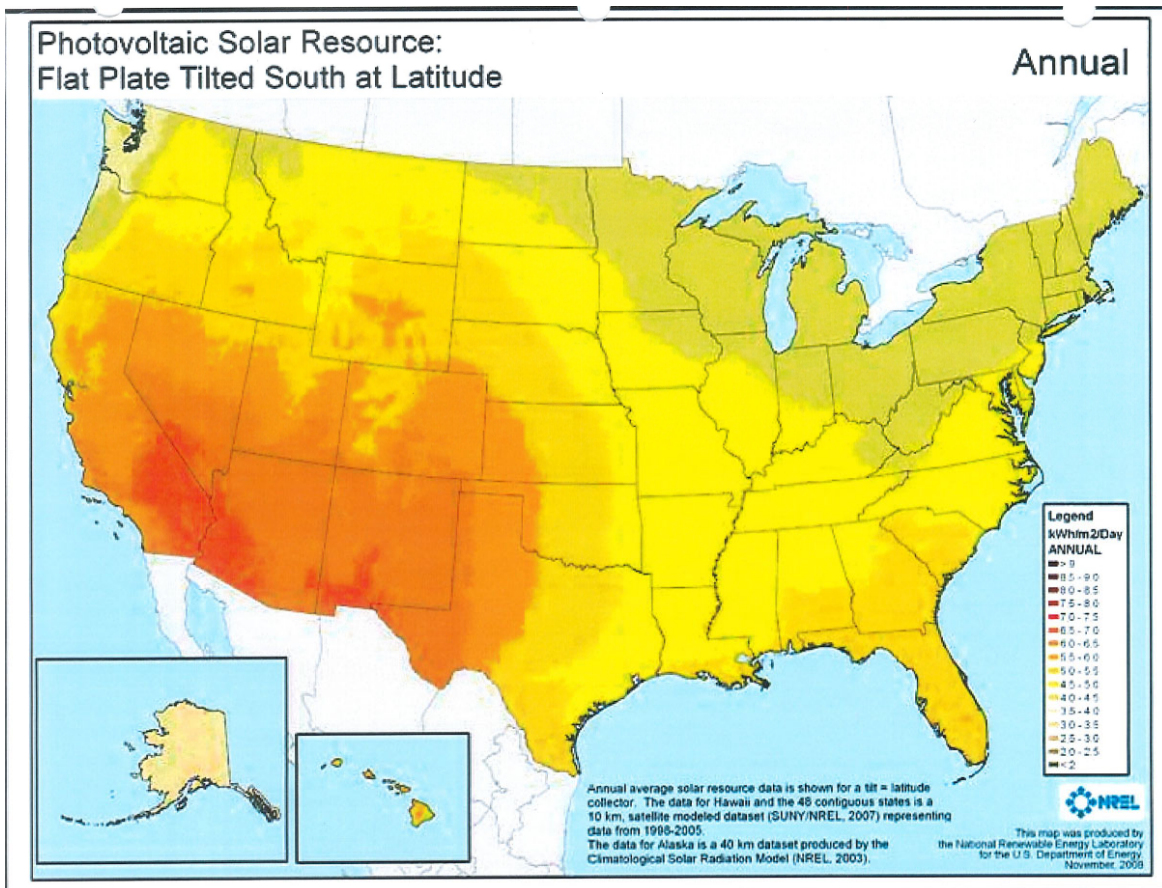 Photovoltaic Solar Resource:
Flat Plate Tilted South at Latitude
Annual
Legend
kWh/m2/Day
ANNUAL
>9
8.5 - 9.0
8.0 - 8.5
7.5 - 8.0
7.0 - 7.5
6.5 - 7.0
6.0 - 6.5
5.5 - 6.0
5.0 - 5.5
4.5 - 5.0
4.0 - 4.5
3.5 - 4.0
3.0 - 3.5
2.5 - 3.0
2.0 - 2.5
<2
Annual average solar resource data is shown for a tilt = latitude
collector. The data for Hawaii and the 48 contiguous states is a
10 km, satellite modeled dataset (SUNY/NREL, 2007) representing
data from 1998-2005.
The data for Alaska is a 40 km dataset produced by the
Climatological Solar Radiation Model (NREL, 2003).
NREL
This map was produced by
the National Renewable Energy Laboratory
for the U.S. Department of Energy.
November, 2008